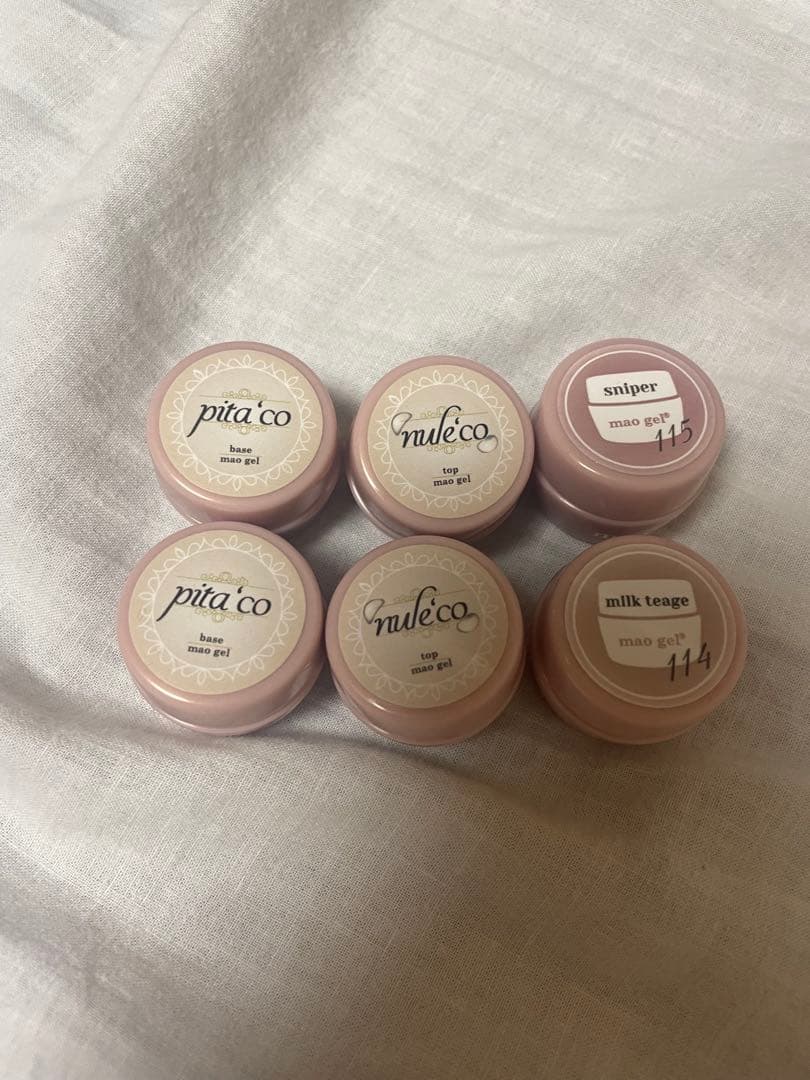 pita'co
base
mao gel
nule'co
top
mao gel
sniper
mao gel®
115
pita'co
base
mao gel
nule'co
top
mao gel
milk teage
mao gel®
114